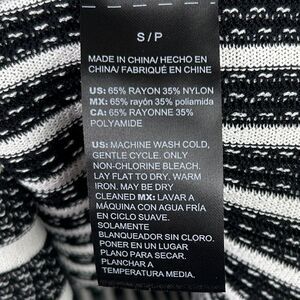 S / P
MADE IN CHINA/ HECHO EN
CHINA/ FABRIQUÉ EN CHINE
US: 65% RAYON 35% NYLON
MX: 65% rayón 35% poliamida
CA: 65% RAYONNE 35%
POLYAMIDE
US: MACHINE WASH COLD,
GENTLE CYCLE. ONLY
NON-CHLORINE BLEACH.
LAY FLAT TO DRY, WARM
IRON. MAY BE DRY
CLEANED MX: LAVAR A
MÁQUINA CON AGUA FRÍA
EN CICLO SUAVE.
SOLAMENTE
BLANQUEADOR SIN CLORO.
PONER EN UN LUGAR
PLANO PARA SECAR.
PLANCHAR A
TEMPERATURA MEDIA.